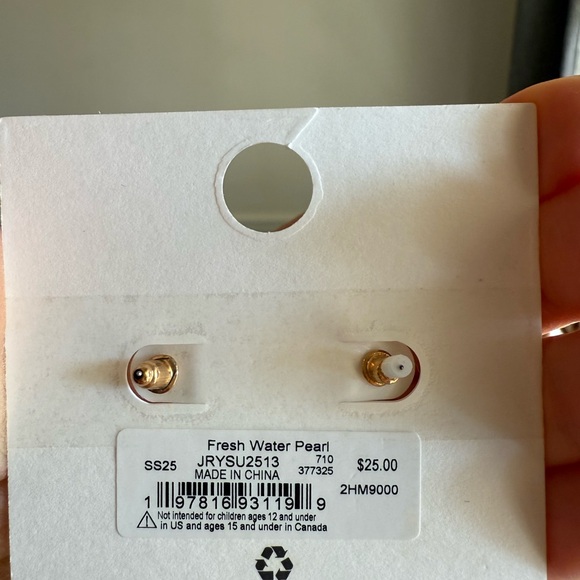 Fresh Water Pearl
SS25 JRYSU2513 710 $25.00
MADE IN CHINA 377325
2HM9000
1 97816 93119 9
Not intended for children ages 12 and under
in US and ages 15 and under in Canada